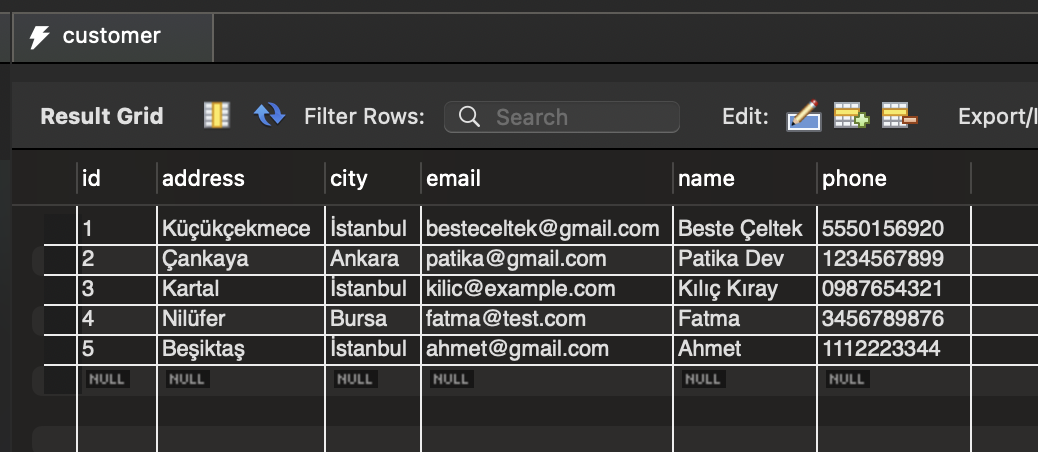 customer
Result Grid Filter Rows: Search Edit: Export/I
id address city email name phone
1 Küçükçekmece İstanbul besteceltek@gmail.com Beste Çeltek 5550156920
2 Çankaya Ankara patika@gmail.com Patika Dev 1234567899
3 Kartal İstanbul kilic@example.com Kılıç Kıray 0987654321
4 Nilüfer Bursa fatma@test.com Fatma 3456789876
5 Beşiktaş İstanbul ahmet@gmail.com Ahmet 1112223344
NULL NULL NULL NULL NULL NULL